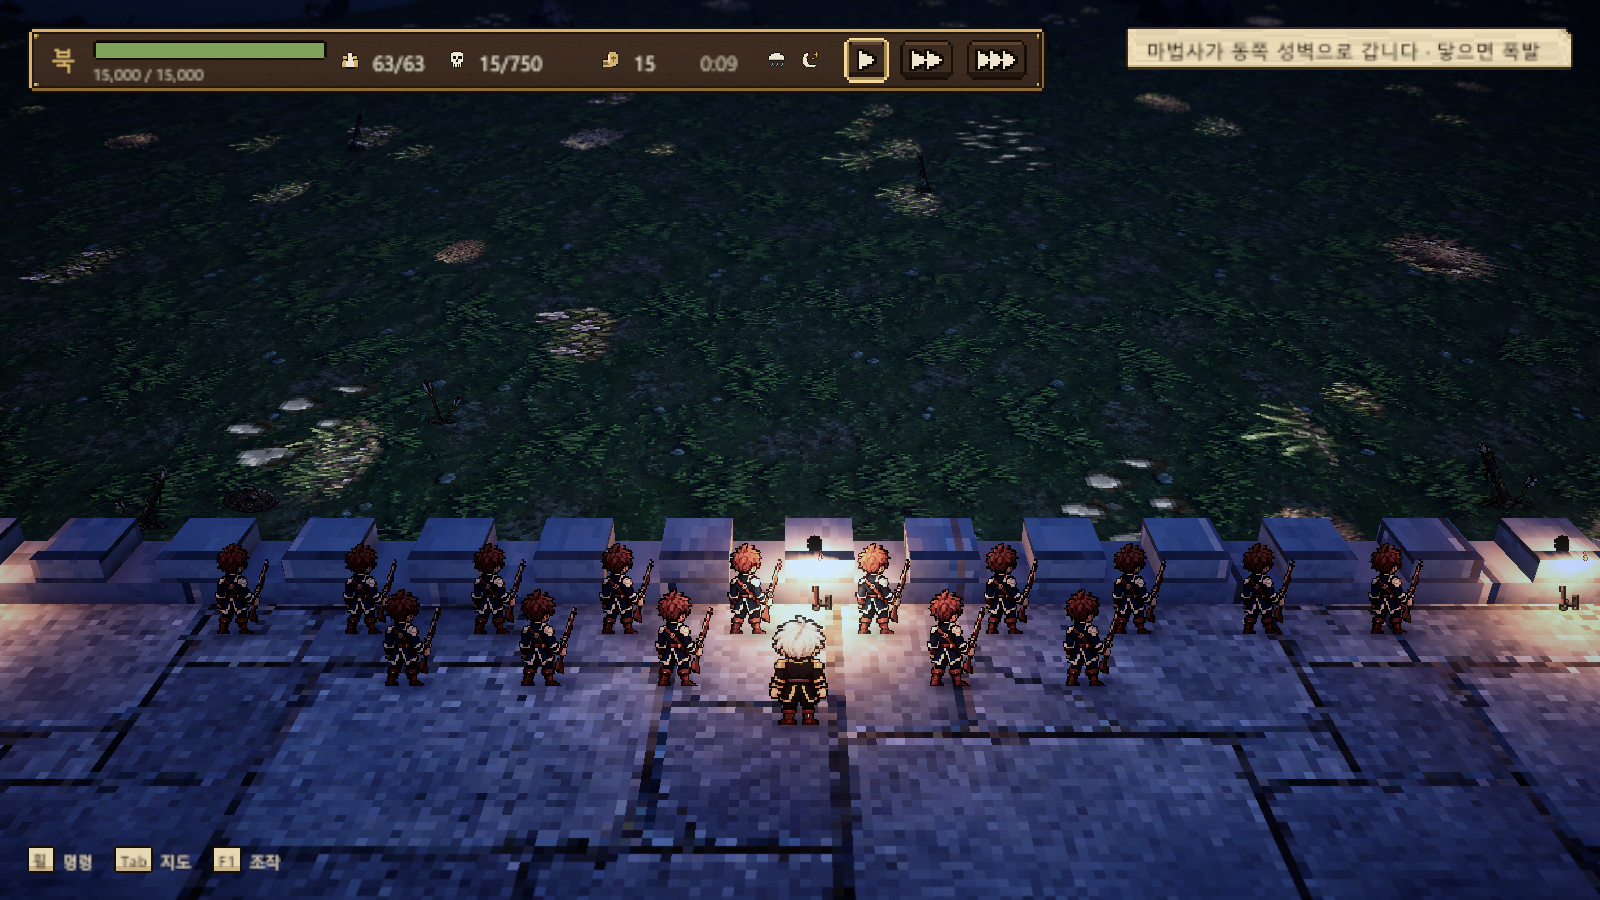 북
15,000 / 15,000
63/63
15/750
15
0:09
마법사가 동쪽 성벽으로 갑니다 · 닿으면 폭발
휠 명령 Tab 지도 F1 조작